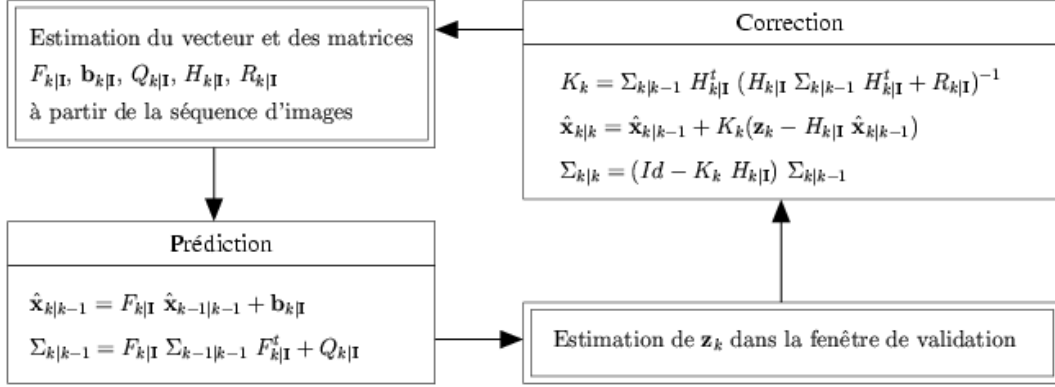 Estimation du vecteur et des matrices
F_{k|I}, b_{k|I}, Q_{k|I}, H_{k|I}, R_{k|I}
à partir de la séquence d'images
Prédiction
x̂_{k|k−1} = F_{k|I} x̂_{k−1|k−1} + b_{k|I}
Σ_{k|k−1} = F_{k|I} Σ_{k−1|k−1} F^t_{k|I} + Q_{k|I}
Estimation de z_k dans la fenêtre de validation
Correction
K_k = Σ_{k|k−1} H^t_{k|I} (H_{k|I} Σ_{k|k−1} H^t_{k|I} + R_{k|I})^{−1}
x̂_{k|k} = x̂_{k|k−1} + K_k(z_k − H_{k|I} x̂_{k|k−1})
Σ_{k|k} = (Id − K_k H_{k|I}) Σ_{k|k−1}